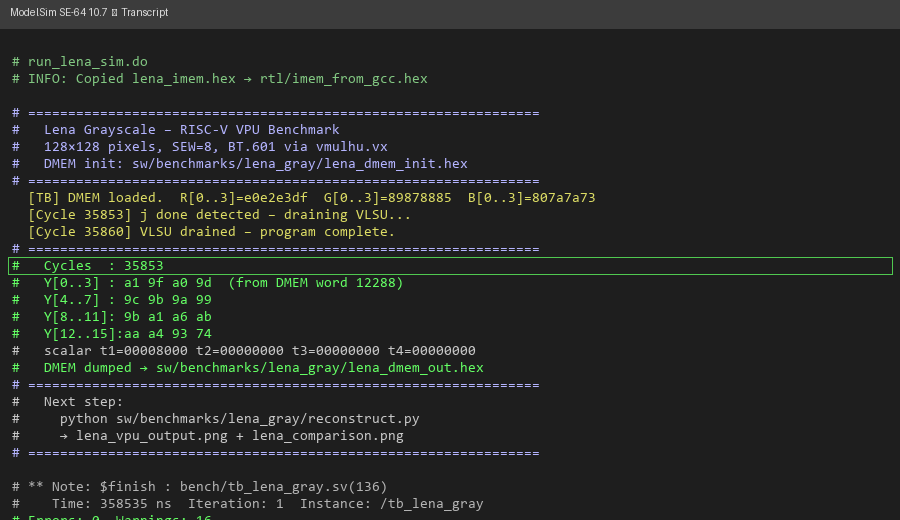 ModelSim SE-64 10.7 ▯ Transcript
# run_lena_sim.do
# INFO: Copied lena_imem.hex → rtl/imem_from_gcc.hex
# ================================================================
#   Lena Grayscale – RISC-V VPU Benchmark
#   128×128 pixels, SEW=8, BT.601 via vmulhu.vx
#   DMEM init: sw/benchmarks/lena_gray/lena_dmem_init.hex
# ================================================================
  [TB] DMEM loaded.  R[0..3]=e0e2e3df  G[0..3]=89878885  B[0..3]=807a7a73
  [Cycle 35853] j done detected – draining VLSU...
  [Cycle 35860] VLSU drained – program complete.
# ================================================================
#   Cycles  : 35853
#   Y[0..3] : a1 9f a0 9d  (from DMEM word 12288)
#   Y[4..7] : 9c 9b 9a 99
#   Y[8..11]: 9b a1 a6 ab
#   Y[12..15]:aa a4 93 74
#   scalar t1=00008000 t2=00000000 t3=00000000 t4=00000000
#   DMEM dumped → sw/benchmarks/lena_gray/lena_dmem_out.hex
# ================================================================
#   Next step:
#     python sw/benchmarks/lena_gray/reconstruct.py
#     → lena_vpu_output.png + lena_comparison.png
# ================================================================
# ** Note: $finish : bench/tb_lena_gray.sv(136)
#    Time: 358535 ns  Iteration: 1  Instance: /tb_lena_gray
# Errors: 0, Warnings: 16